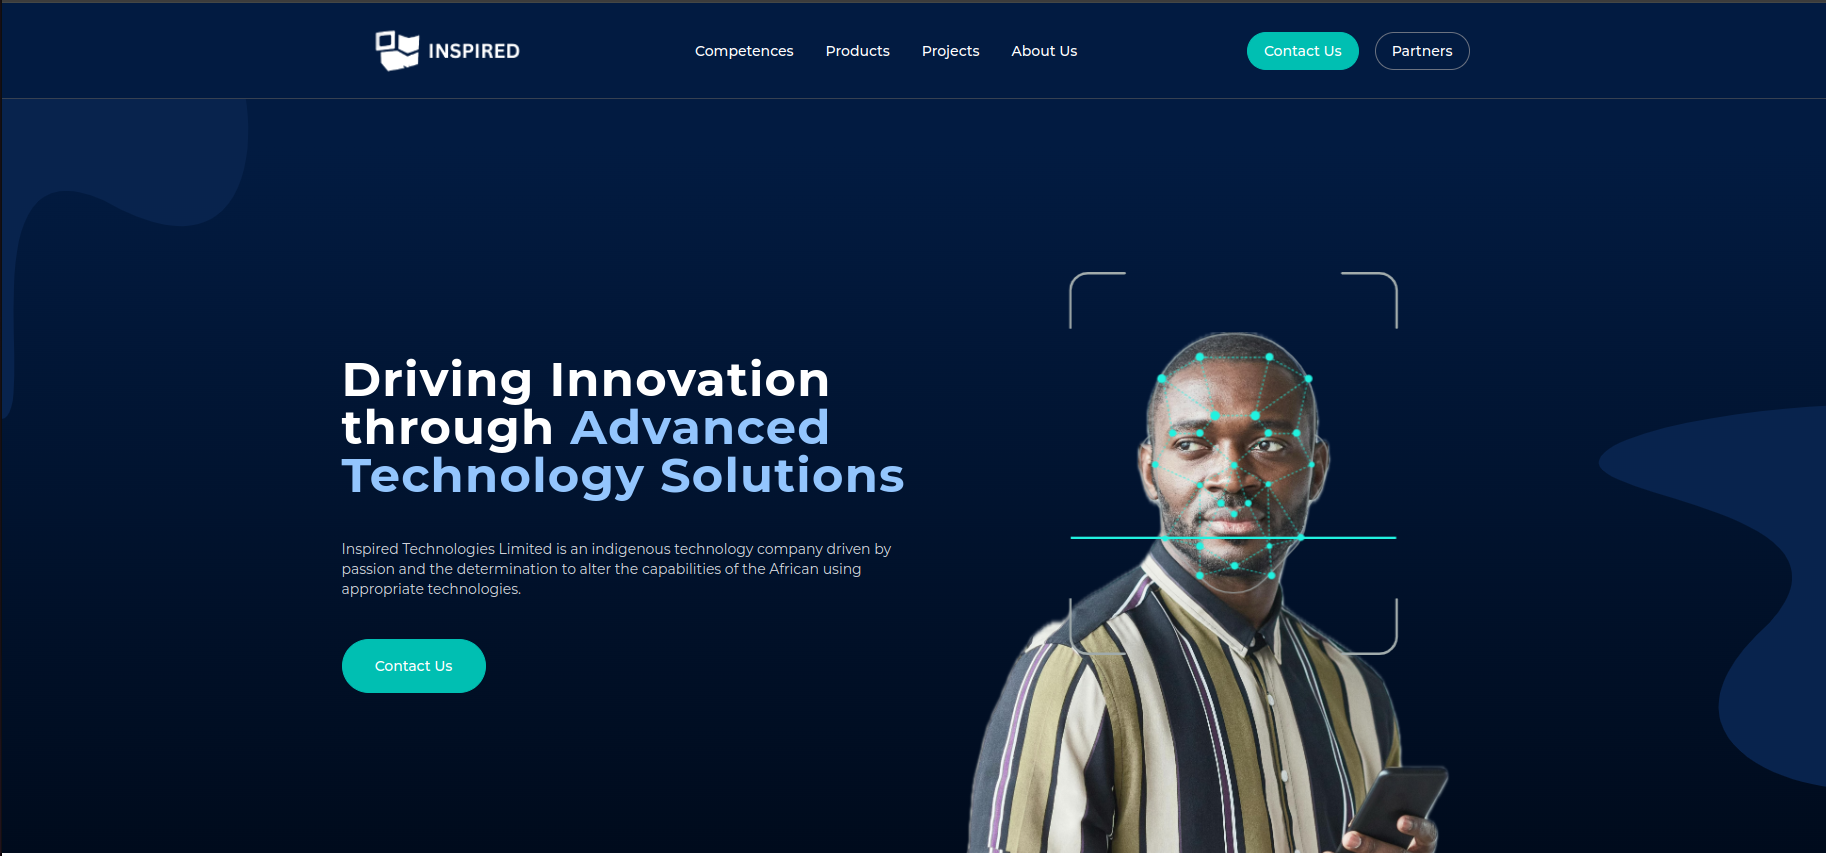 INSPIRED
Competences
Products
Projects
About Us
Contact Us
Partners
Driving Innovation
through Advanced
Technology Solutions
Inspired Technologies Limited is an indigenous technology company driven by
passion and the determination to alter the capabilities of the African using
appropriate technologies.
Contact Us